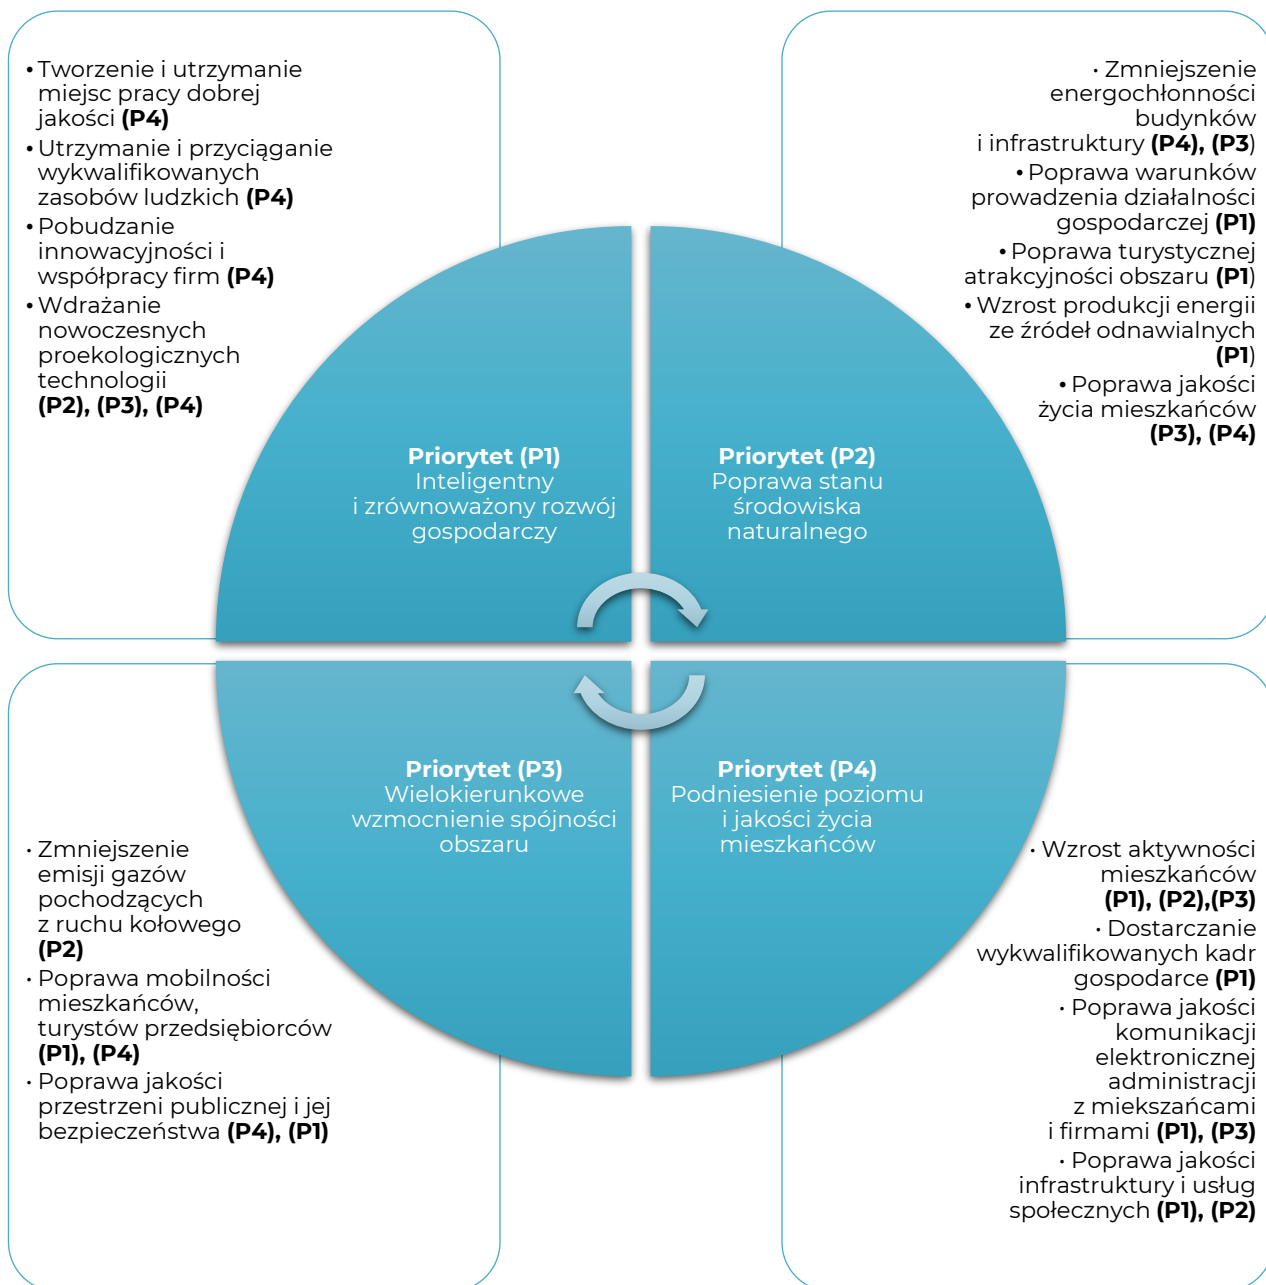 • Tworzenie i utrzymanie
miejsc pracy dobrej
jakości (P4)
• Utrzymanie i przyciąganie
wykwalifikowanych
zasobów ludzkich (P4)
• Pobudzanie
innowacyjności i
współpracy firm (P4)
• Wdrażanie
nowoczesnych
proekologicznych
technologii
(P2), (P3), (P4)
• Zmniejszenie
energochłonności
budynków
i infrastruktury (P4), (P3)
• Poprawa warunków
prowadzenia działalności
gospodarczej (P1)
• Poprawa turystycznej
atrakcyjności obszaru (P1)
• Wzrost produkcji energii
ze źródeł odnawialnych
(P1)
• Poprawa jakości
życia mieszkańców
(P3), (P4)
Priorytet (P1)
Inteligentny
i zrównoważony rozwój
gospodarczy
Priorytet (P2)
Poprawa stanu
środowiska
naturalnego
Priorytet (P3)
Wielokierunkowe
wzmocnienie spójności
obszaru
Priorytet (P4)
Podniesienie poziomu
i jakości życia
mieszkańców
• Zmniejszenie
emisji gazów
pochodzących
z ruchu kołowego
(P2)
• Poprawa mobilności
mieszkańców,
turystów przedsiębiorców
(P1), (P4)
• Poprawa jakości
przestrzeni publicznej i jej
bezpieczeństwa (P4), (P1)
• Wzrost aktywności
mieszkańców
(P1), (P2),(P3)
• Dostarczanie
wykwalifikowanych kadr
gospodarce (P1)
• Poprawa jakości
komunikacji
elektronicznej
administracji
z miekszańcami
i firmami (P1), (P3)
• Poprawa jakości
infrastruktury i usług
społecznych (P1), (P2)